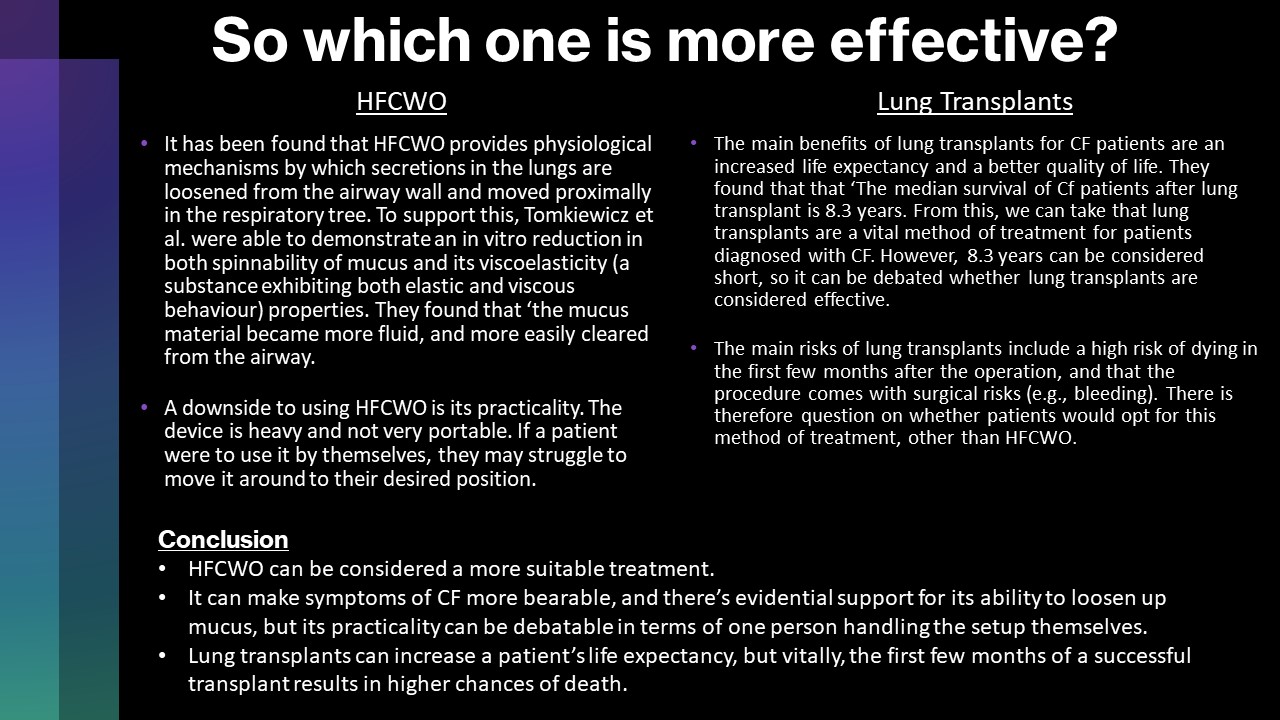 So which one is more effective?
HFCWO
• It has been found that HFCWO provides physiological
mechanisms by which secretions in the lungs are
loosened from the airway wall and moved proximally
in the respiratory tree. To support this, Tomkiewicz et
al. were able to demonstrate an in vitro reduction in
both spinnability of mucus and its viscoelasticity (a
substance exhibiting both elastic and viscous
behaviour) properties. They found that ‘the mucus
material became more fluid, and more easily cleared
from the airway.
• A downside to using HFCWO is its practicality. The
device is heavy and not very portable. If a patient
were to use it by themselves, they may struggle to
move it around to their desired position.
Lung Transplants
• The main benefits of lung transplants for CF patients are an
increased life expectancy and a better quality of life. They
found that that ‘The median survival of Cf patients after lung
transplant is 8.3 years. From this, we can take that lung
transplants are a vital method of treatment for patients
diagnosed with CF. However, 8.3 years can be considered
short, so it can be debated whether lung transplants are
considered effective.
• The main risks of lung transplants include a high risk of dying in
the first few months after the operation, and that the
procedure comes with surgical risks (e.g., bleeding). There is
therefore question on whether patients would opt for this
method of treatment, other than HFCWO.
Conclusion
• HFCWO can be considered a more suitable treatment.
• It can make symptoms of CF more bearable, and there’s evidential support for its ability to loosen up
mucus, but its practicality can be debatable in terms of one person handling the setup themselves.
• Lung transplants can increase a patient’s life expectancy, but vitally, the first few months of a successful
transplant results in higher chances of death.